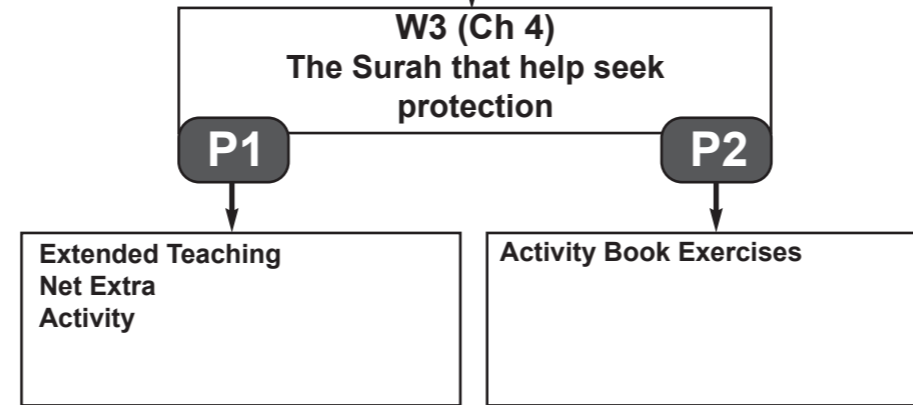 W3 (Ch 4)
The Surah that help seek
protection
P1
P2
Extended Teaching
Net Extra
Activity
Activity Book Exercises